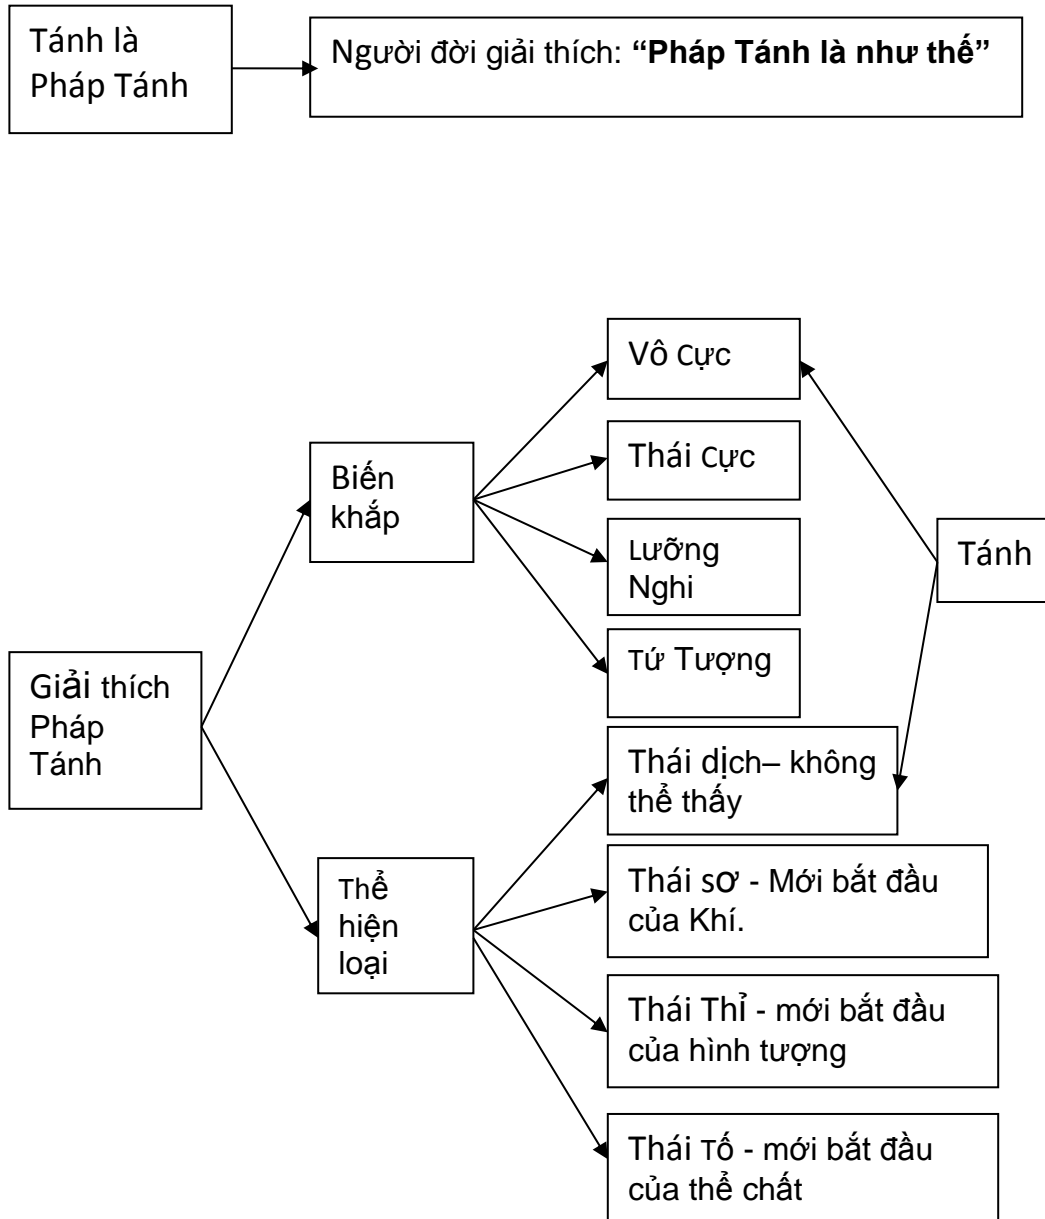 Tánh là
Pháp Tánh
Người đời giải thích: “Pháp Tánh là như thế”
Vô Cực
Thái Cực
Biến
khắp
Lưỡng
Nghi
Tánh
Tứ Tượng
Giải thích
Pháp
Tánh
Thái dịch– không
thể thấy
Thể
hiện
loại
Thái sơ - Mới bắt đầu
của Khí.
Thái Thỉ - mới bắt đầu
của hình tượng
Thái Tố - mới bắt đầu
của thể chất